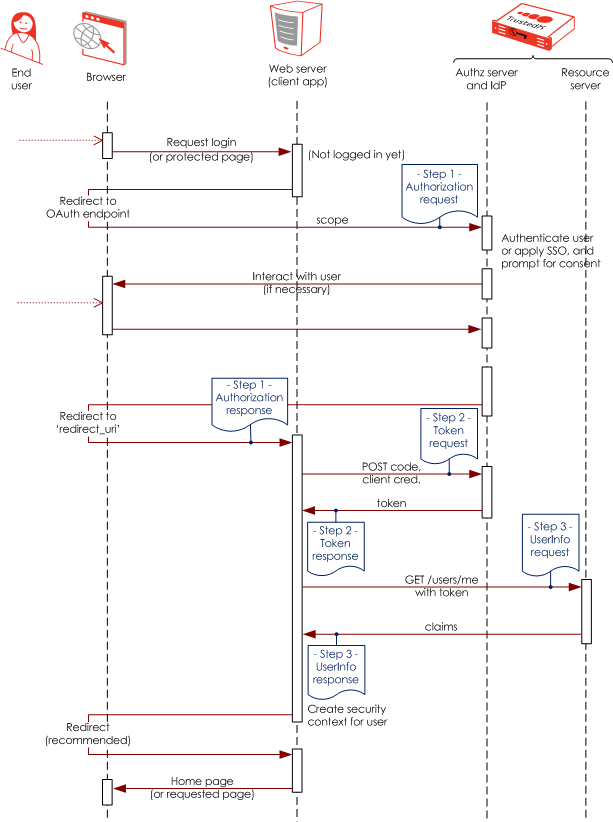 TrustedX
End
user
Browser
Web server
(client app)
Authz server
and IdP
Resource
server
Request login
(or protected page)
(Not logged in yet)
- Step 1 -
Authorization
request
Redirect to
OAuth endpoint
scope
Authenticate user
or apply SSO, and
prompt for consent
Interact with user
(if necessary)
- Step 1 -
Authorization
response
Redirect to
'redirect_uri'
- Step 2 -
Token
request
POST code,
client cred.
token
- Step 2 -
Token
response
- Step 3 -
UserInfo
request
GET /users/me
with token
claims
- Step 3 -
UserInfo
response
Create security
context for user
Redirect
(recommended)
Home page
(or requested page)